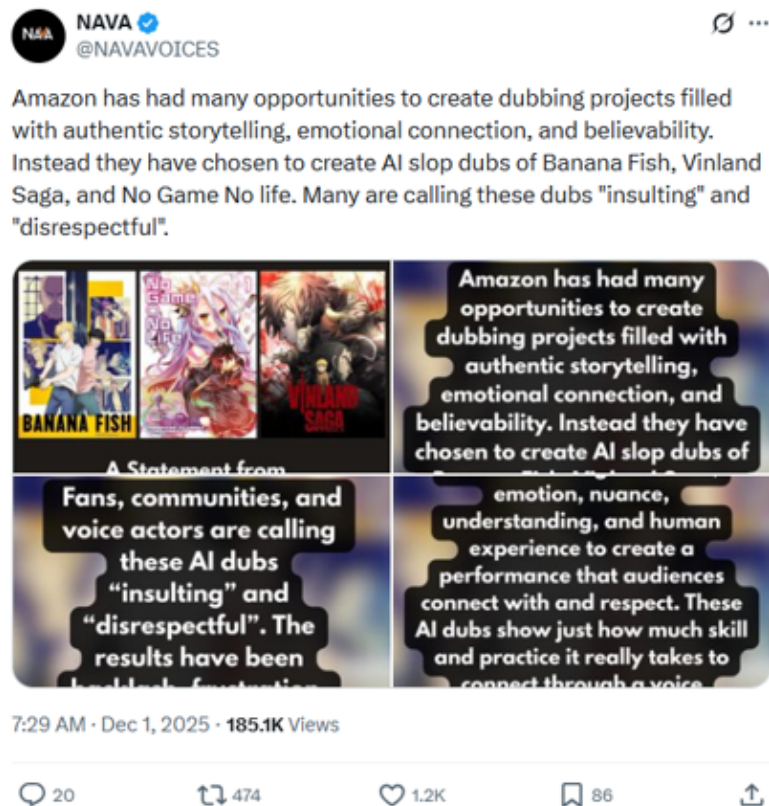 NAVA
@NAVAVOICES
Amazon has had many opportunities to create dubbing projects filled
with authentic storytelling, emotional connection, and believability.
Instead they have chosen to create AI slop dubs of Banana Fish, Vinland
Saga, and No Game No life. Many are calling these dubs "insulting" and
"disrespectful".
BANANA FISH
No
Game
No
Life
VINLAND
SAGA
A Statement from
Amazon has had many
opportunities to create
dubbing projects filled with
authentic storytelling,
emotional connection, and
believability. Instead they have
chosen to create AI slop dubs of
Fans, communities, and
voice actors are calling
these AI dubs
“insulting” and
“disrespectful”. The
results have been
backlash, frustration
emotion, nuance,
understanding, and human
experience to create a
performance that audiences
connect with and respect. These
AI dubs show just how much skill
and practice it really takes to
connect through a voice
7:29 AM · Dec 1, 2025 · 185.1K Views
20
474
1.2K
86